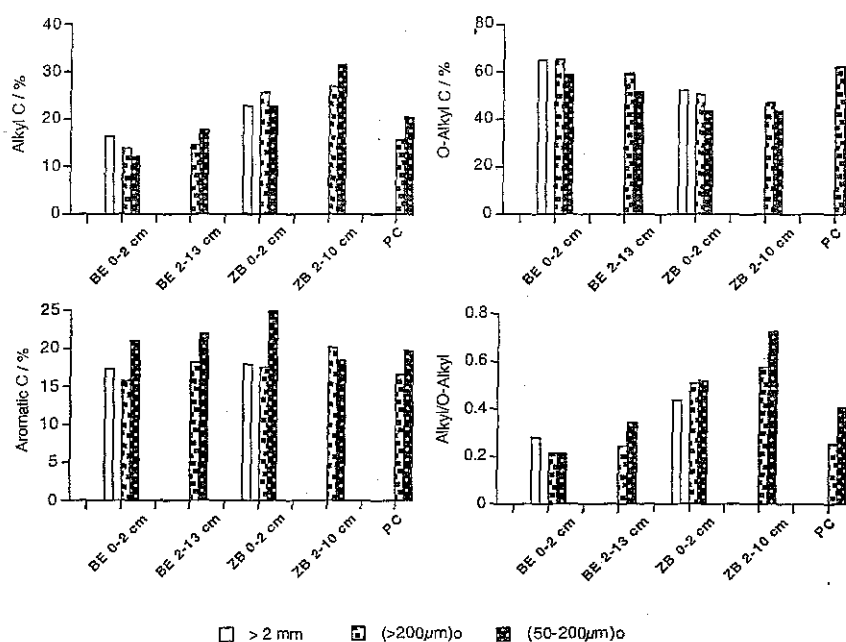 Alkyl C / %
40
30
20
10
0
BE 0-2 cm
BE 2-13 cm
ZB 0-2 cm
ZB 2-10 cm
PC
O-Alkyl C / %
80
60
40
20
0
BE 0-2 cm
BE 2-13 cm
ZB 0-2 cm
ZB 2-10 cm
PC
Aromatic C / %
25
20
15
10
5
0
BE 0-2 cm
BE 2-13 cm
ZB 0-2 cm
ZB 2-10 cm
PC
Alkyl/O-Alkyl
0.8
0.6
0.4
0.2
0
BE 0-2 cm
BE 2-13 cm
ZB 0-2 cm
ZB 2-10 cm
PC
> 2 mm (>200µm)o (50-200µm)o